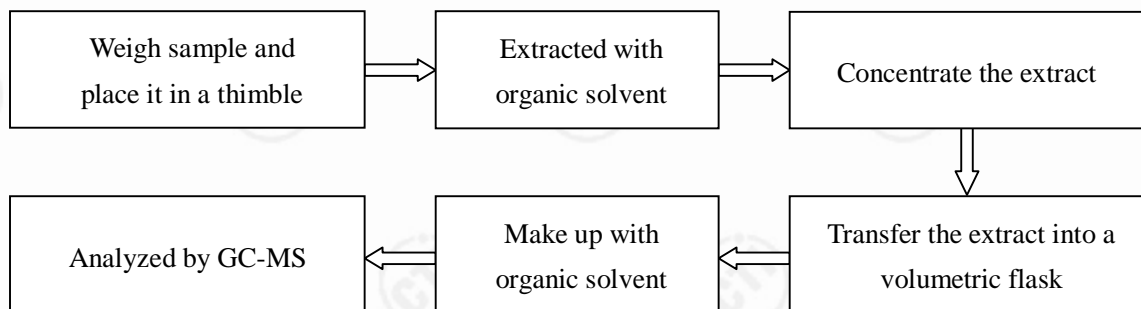 Weigh sample and
place it in a thimble
Extracted with
organic solvent
Concentrate the extract
Transfer the extract into a
volumetric flask
Make up with
organic solvent
Analyzed by GC-MS